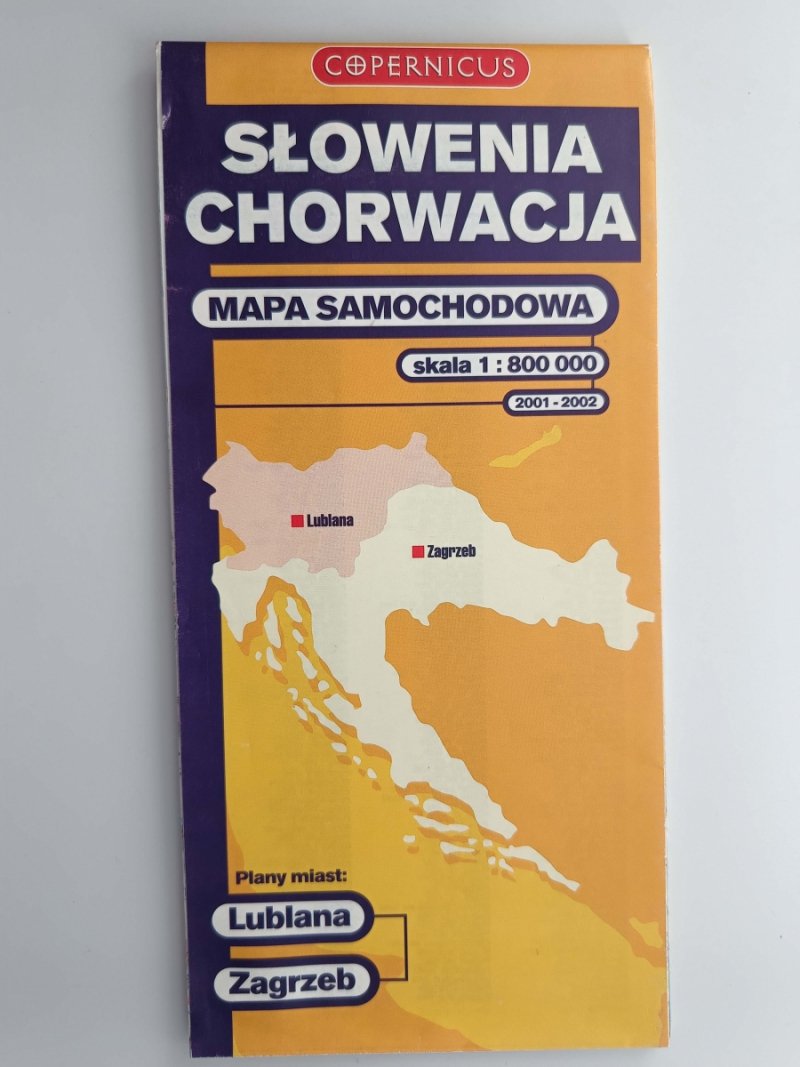 COPERNICUS
SŁOWENIA
CHORWACJA
MAPA SAMOCHODOWA
skala 1 : 800 000
2001 - 2002
Lublana
Zagrzeb
Plany miast:
Lublana
Zagrzeb